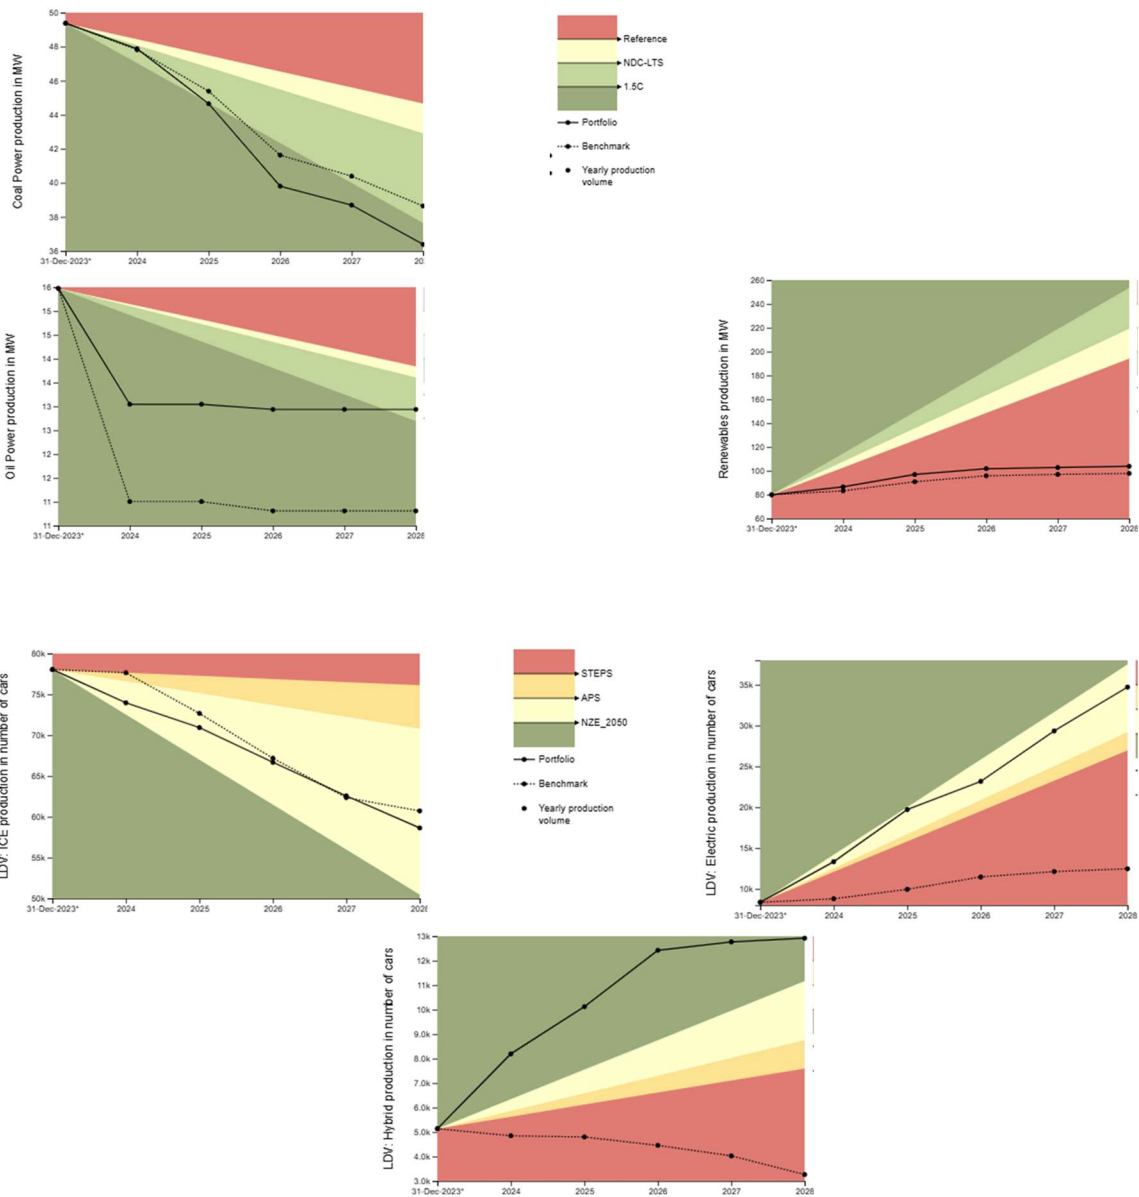 Coal Power production in MW
50
48
46
44
42
40
38
36
31-Dec-2023*
2024
2025
2026
2027
Reference
NDC-LTS
1.5C
Portfolio
Benchmark
Yearly production
volume
Oil Power production in MW
16
15
15
14
14
13
13
12
12
11
11
31-Dec-2023*
2024
2025
2026
2027
2028
Renewables production in MW
260
240
220
200
180
160
140
120
100
80
60
31-Dec-2023*
2024
2025
2026
2027
2028
LDV: ICE production in number of cars
80k
75k
70k
65k
60k
55k
50k
31-Dec-2023*
2024
2025
2026
2027
2028
STEPS
APS
NZE_2050
Portfolio
Benchmark
Yearly production
volume
LDV: Electric production in number of cars
35k
30k
25k
20k
15k
10k
31-Dec-2023*
2024
2025
2026
2027
2028
LDV: Hybrid production in number of cars
13k
12k
11k
10k
9.0k
8.0k
7.0k
6.0k
5.0k
4.0k
3.0k
31-Dec-2023*
2024
2025
2026
2027
2028